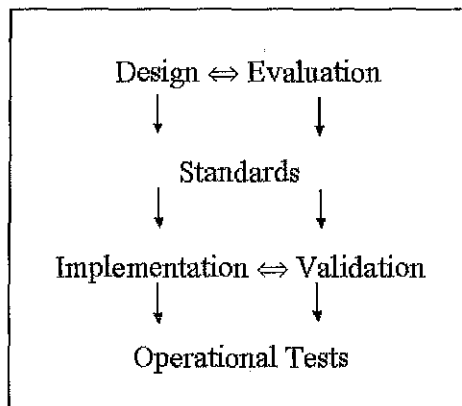 Design ⇔ Evaluation
Standards
Implementation ⇔ Validation
Operational Tests